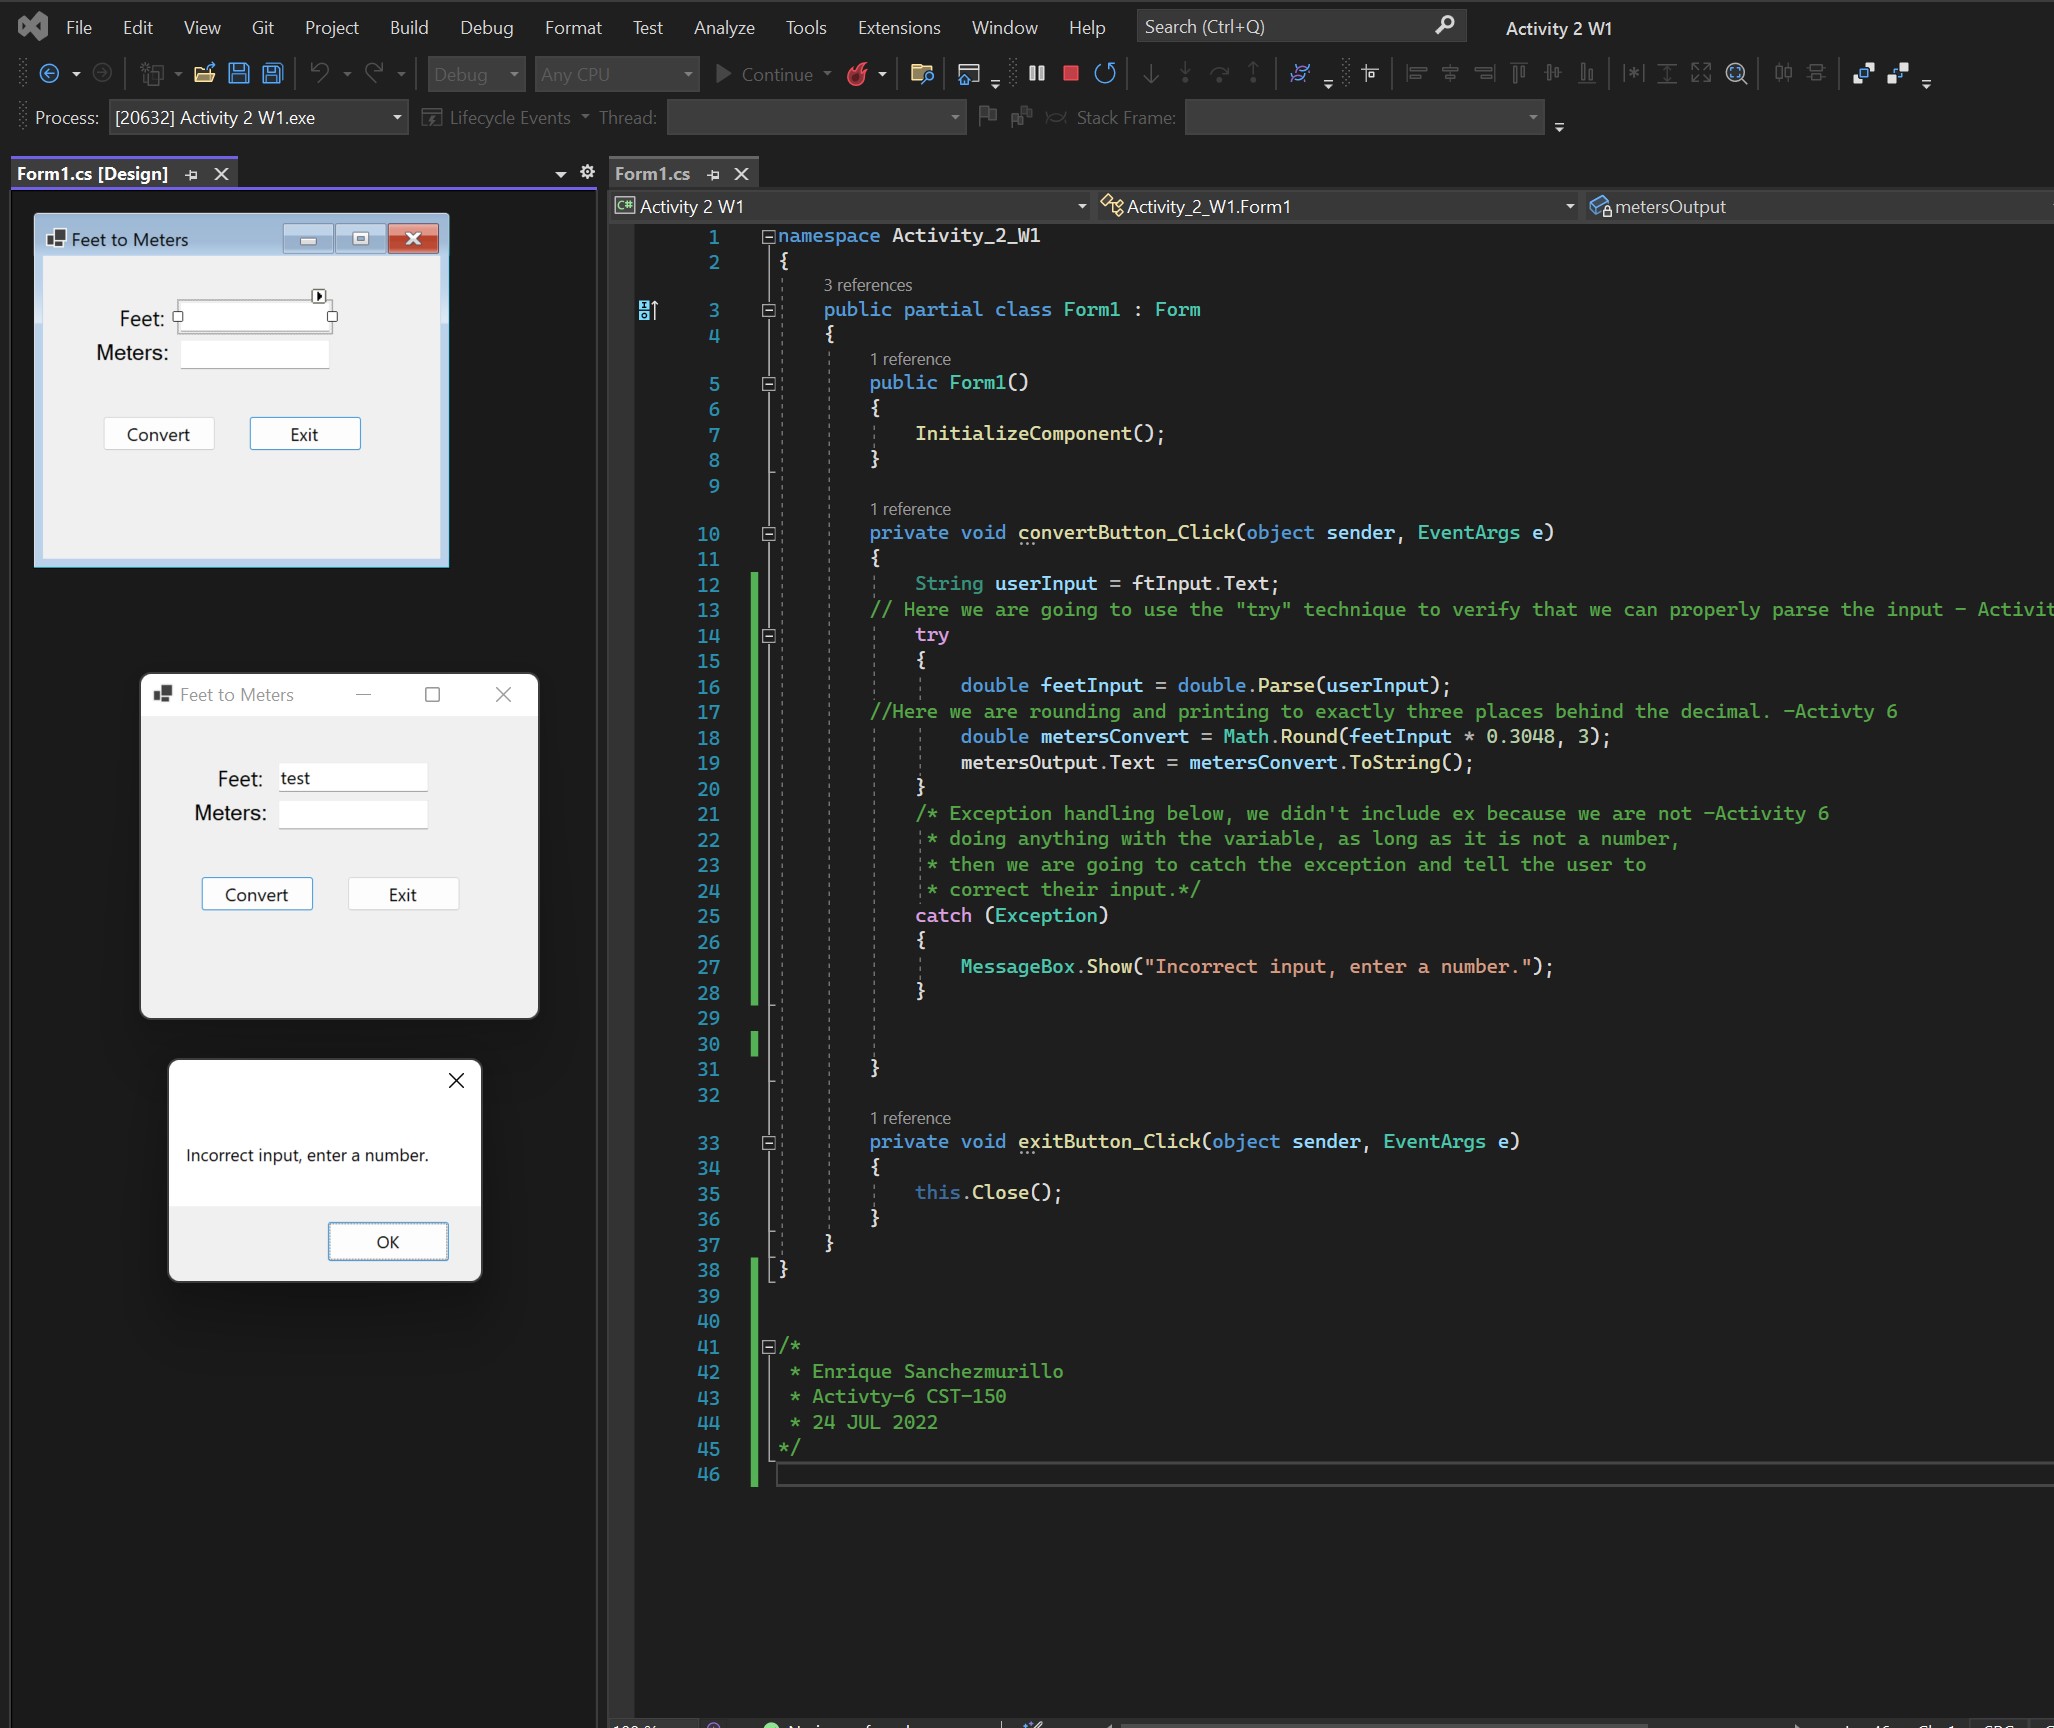 File Edit View Git Project Build Debug Format Test Analyze Tools Extensions Window Help Search (Ctrl+Q) Activity 2 W1
Debug Any CPU Continue
Process: [20632] Activity 2 W1.exe Lifecycle Events Thread: Stack Frame:
Form1.cs [Design]
Feet to Meters
Feet:
Meters:
Convert Exit
Feet to Meters
Feet: test
Meters:
Convert Exit
Incorrect input, enter a number.
OK
Form1.cs
C# Activity 2 W1 Activity_2_W1.Form1 metersOutput
1 namespace Activity_2_W1
2 {
3 references
3 public partial class Form1 : Form
4 {
1 reference
5 public Form1()
6 {
7 InitializeComponent();
8 }
9
1 reference
10 private void convertButton_Click(object sender, EventArgs e)
11 {
12 String userInput = ftInput.Text;
13 // Here we are going to use the "try" technique to verify that we can properly parse the input - Activit
14 try
15 {
16 double feetInput = double.Parse(userInput);
17 //Here we are rounding and printing to exactly three places behind the decimal. -Activty 6
18 double metersConvert = Math.Round(feetInput * 0.3048, 3);
19 metersOutput.Text = metersConvert.ToString();
20 }
21 /* Exception handling below, we didn't include ex because we are not -Activity 6
22 * doing anything with the variable, as long as it is not a number,
23 * then we are going to catch the exception and tell the user to
24 * correct their input.*/
25 catch (Exception)
26 {
27 MessageBox.Show("Incorrect input, enter a number.");
28 }
29
30
31 }
32
1 reference
33 private void exitButton_Click(object sender, EventArgs e)
34 {
35 this.Close();
36 }
37 }
38 }
39
40
41 /*
42 * Enrique Sanchezmurillo
43 * Activty-6 CST-150
44 * 24 JUL 2022
45 */
46